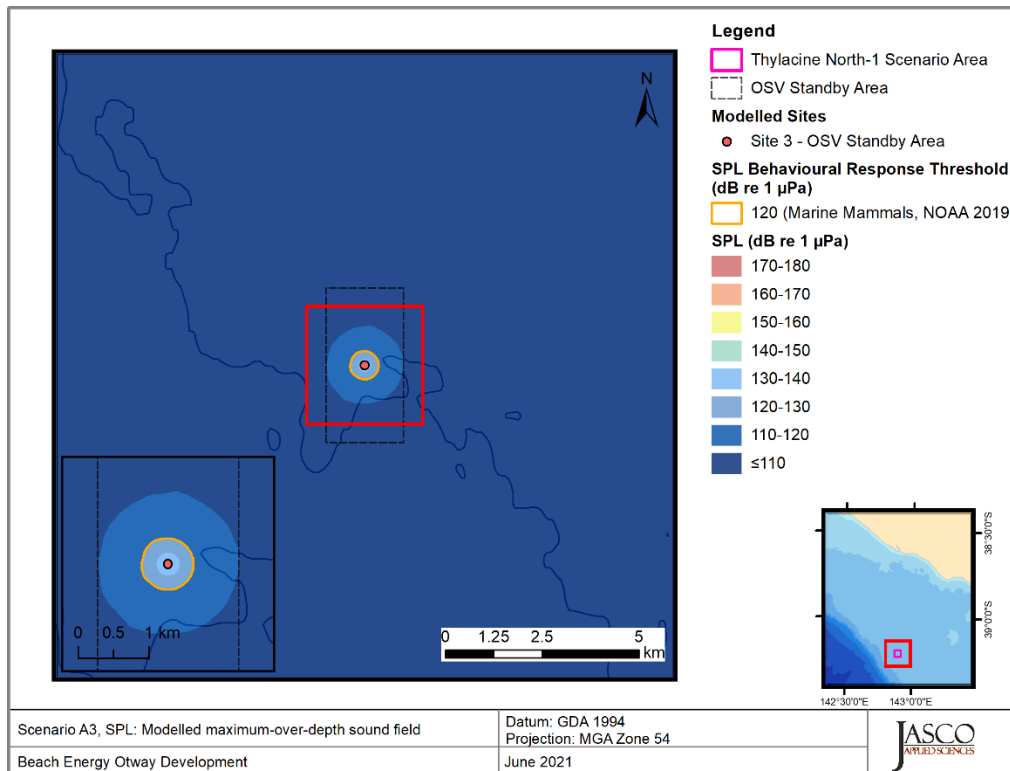 Legend
Thylacine North-1 Scenario Area
OSV Standby Area
Modelled Sites
Site 3 - OSV Standby Area
SPL Behavioural Response Threshold
(dB re 1 µPa)
120 (Marine Mammals, NOAA 2019
SPL (dB re 1 µPa)
170-180
160-170
150-160
140-150
130-140
120-130
110-120
≤110
N
0 0.5 1 km
0 1.25 2.5 5
km
38°30'0"S
39°0'0"S
142°30'0"E 143°0'0"E
Scenario A3, SPL: Modelled maximum-over-depth sound field
Datum: GDA 1994
Projection: MGA Zone 54
Beach Energy Otway Development
June 2021
JASCO
APPLIED SCIENCES